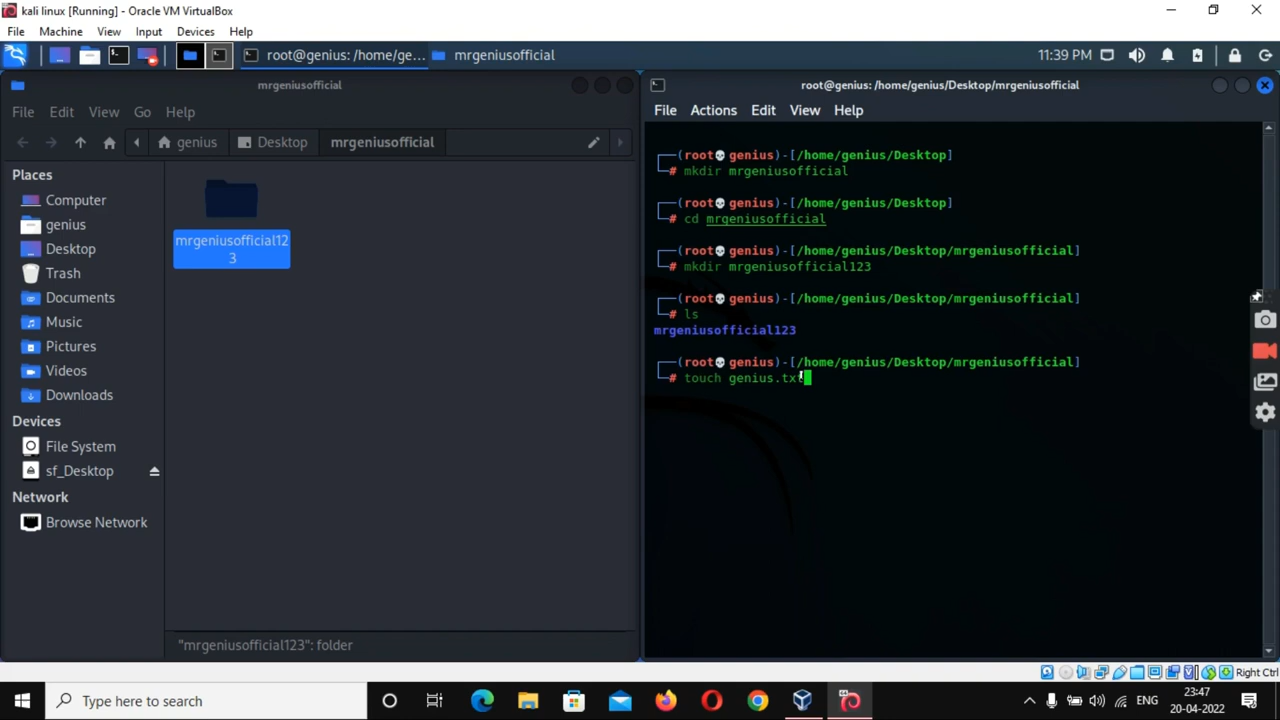 kali linux [Running] - Oracle VM VirtualBox
File Machine View Input Devices Help
root@genius: /home/ge... mrgeniusofficial 11:39 PM
mrgeniusofficial
File Edit View Go Help
genius Desktop mrgeniusofficial
Places
Computer
genius
Desktop
Trash
Documents
Music
Pictures
Videos
Downloads
Devices
File System
sf_Desktop
Network
Browse Network
mrgeniusofficial12
3
"mrgeniusofficial123": folder
root@genius: /home/genius/Desktop/mrgeniusofficial
File Actions Edit View Help
┌──(root💀genius)-[/home/genius/Desktop]
└─# mkdir mrgeniusofficial
┌──(root💀genius)-[/home/genius/Desktop]
└─# cd mrgeniusofficial
┌──(root💀genius)-[/home/genius/Desktop/mrgeniusofficial]
└─# mkdir mrgeniusofficial123
┌──(root💀genius)-[/home/genius/Desktop/mrgeniusofficial]
└─# ls
mrgeniusofficial123
┌──(root💀genius)-[/home/genius/Desktop/mrgeniusofficial]
└─# touch genius.txt
Right Ctrl
Type here to search
ENG
23:47
20-04-2022